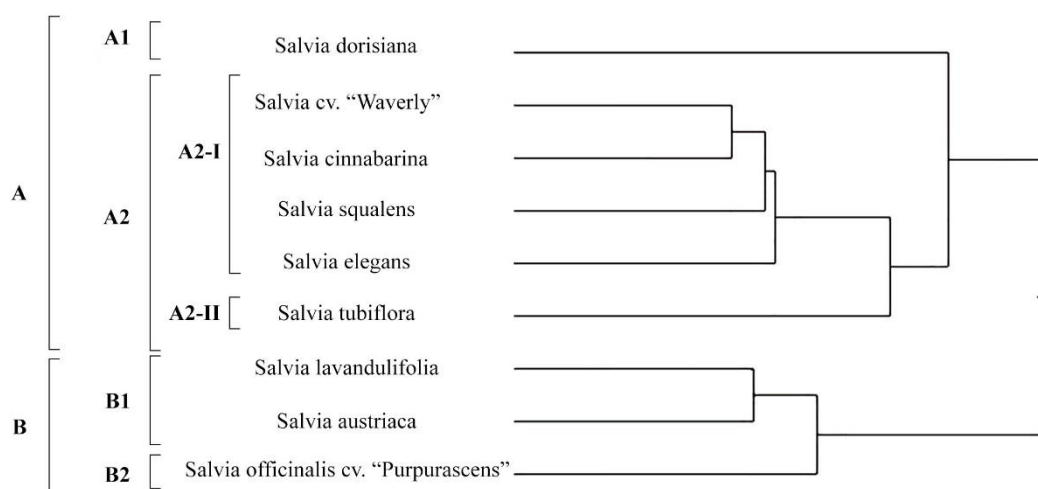 A1
Salvia dorisiana
Salvia cv. “Waverly”
A2-I
Salvia cinnabarina
A
A2
Salvia squalens
Salvia elegans
A2-II
Salvia tubiflora
Salvia lavandulifolia
B1
B
Salvia austriaca
B2
Salvia officinalis cv. “Purpurascens”